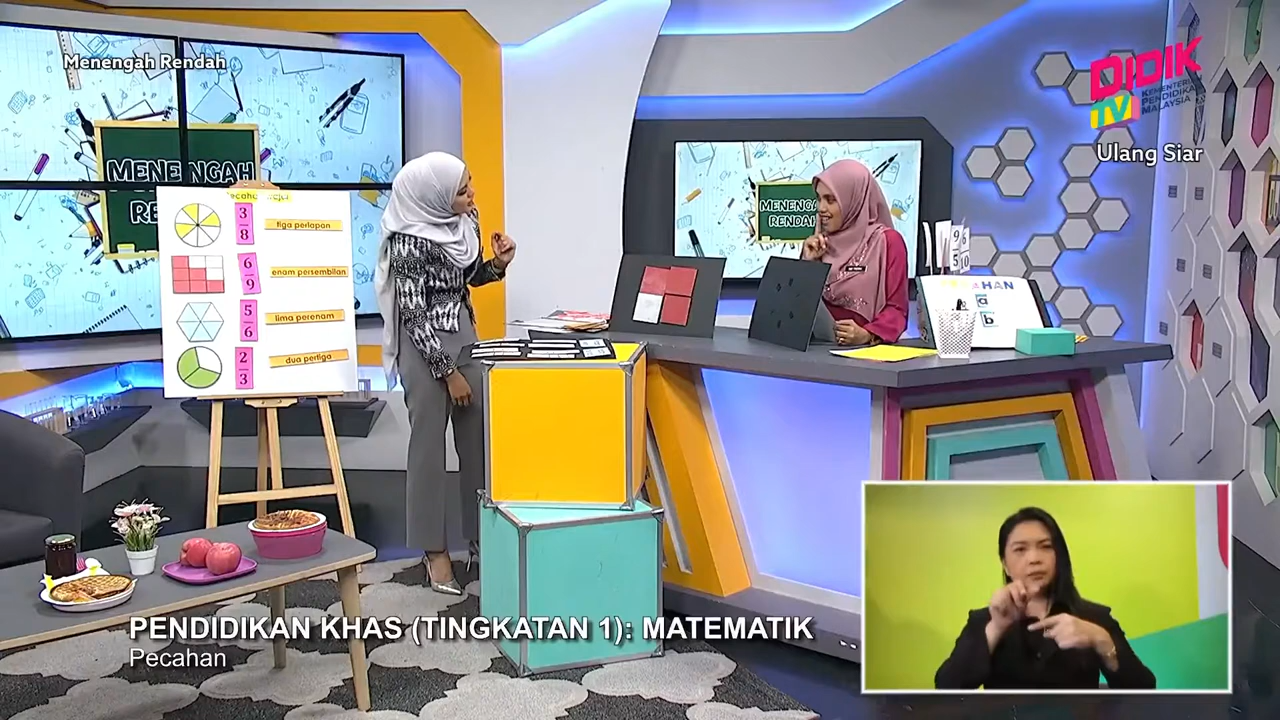 Menengah Rendah
DIDIK
TV
KEMENTERIAN
PENDIDIKAN
MALAYSIA
Ulang Siar
MENENGAH
MENENGAH
RENDAH
3/8
tiga perlapan
6/9
enam persembilan
5/6
lima perenam
2/3
dua pertiga
a
b
PENDIDIKAN KHAS (TINGKATAN 1): MATEMATIK
Pecahan